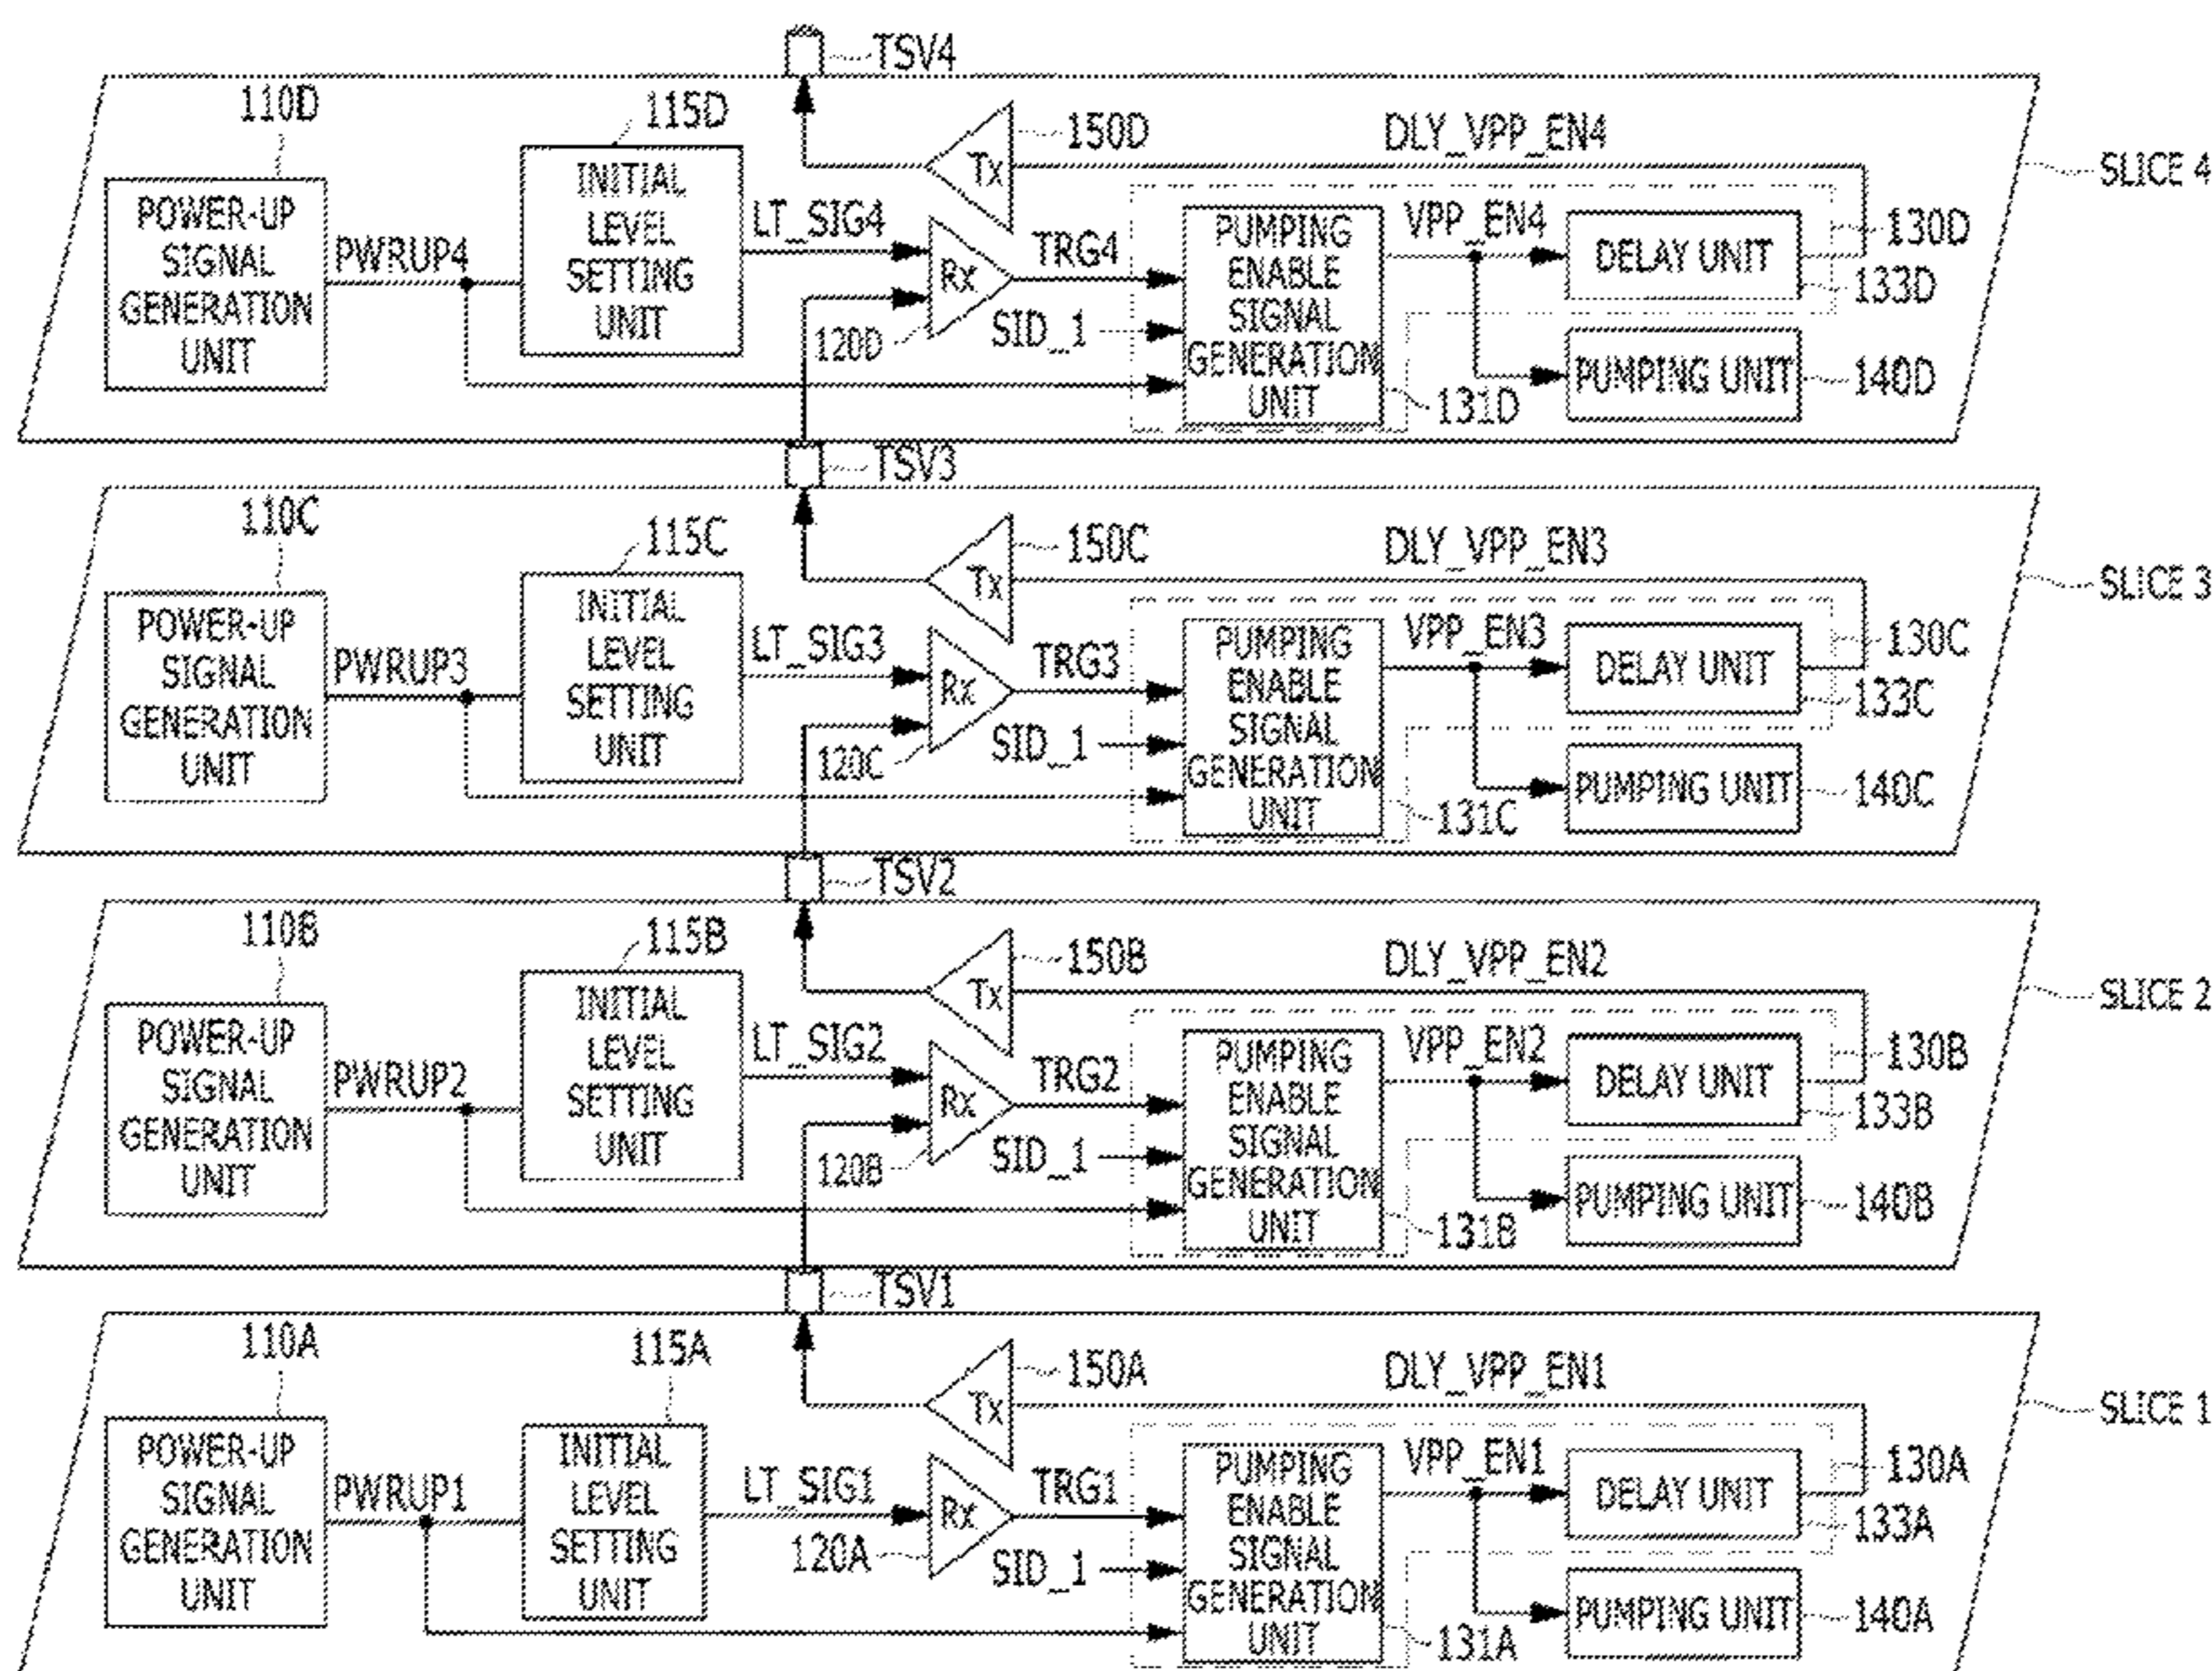 TSV4
110D
115D
150D
DLY_VPP_EN4
SLICE 4
POWER-UP
SIGNAL
GENERATION
UNIT
PWRUP4
INITIAL
LEVEL
SETTING
UNIT
LT_SIG4
Tx
Rx
120D
TRG4
SID_1
PUMPING
ENABLE
SIGNAL
GENERATION
UNIT
131D
VPP_EN4
DELAY UNIT
130D
133D
PUMPING UNIT
140D
TSV3
110C
115C
150C
DLY_VPP_EN3
SLICE 3
POWER-UP
SIGNAL
GENERATION
UNIT
PWRUP3
INITIAL
LEVEL
SETTING
UNIT
LT_SIG3
Tx
Rx
120C
TRG3
SID_1
PUMPING
ENABLE
SIGNAL
GENERATION
UNIT
131C
VPP_EN3
DELAY UNIT
130C
133C
PUMPING UNIT
140C
TSV2
110B
115B
150B
DLY_VPP_EN2
SLICE 2
POWER-UP
SIGNAL
GENERATION
UNIT
PWRUP2
INITIAL
LEVEL
SETTING
UNIT
LT_SIG2
Tx
Rx
120B
TRG2
SID_1
PUMPING
ENABLE
SIGNAL
GENERATION
UNIT
131B
VPP_EN2
DELAY UNIT
130B
133B
PUMPING UNIT
140B
TSV1
110A
115A
150A
DLY_VPP_EN1
SLICE 1
POWER-UP
SIGNAL
GENERATION
UNIT
PWRUP1
INITIAL
LEVEL
SETTING
UNIT
LT_SIG1
Tx
Rx
120A
TRG1
SID_1
PUMPING
ENABLE
SIGNAL
GENERATION
UNIT
131A
VPP_EN1
DELAY UNIT
130A
133A
PUMPING UNIT
140A